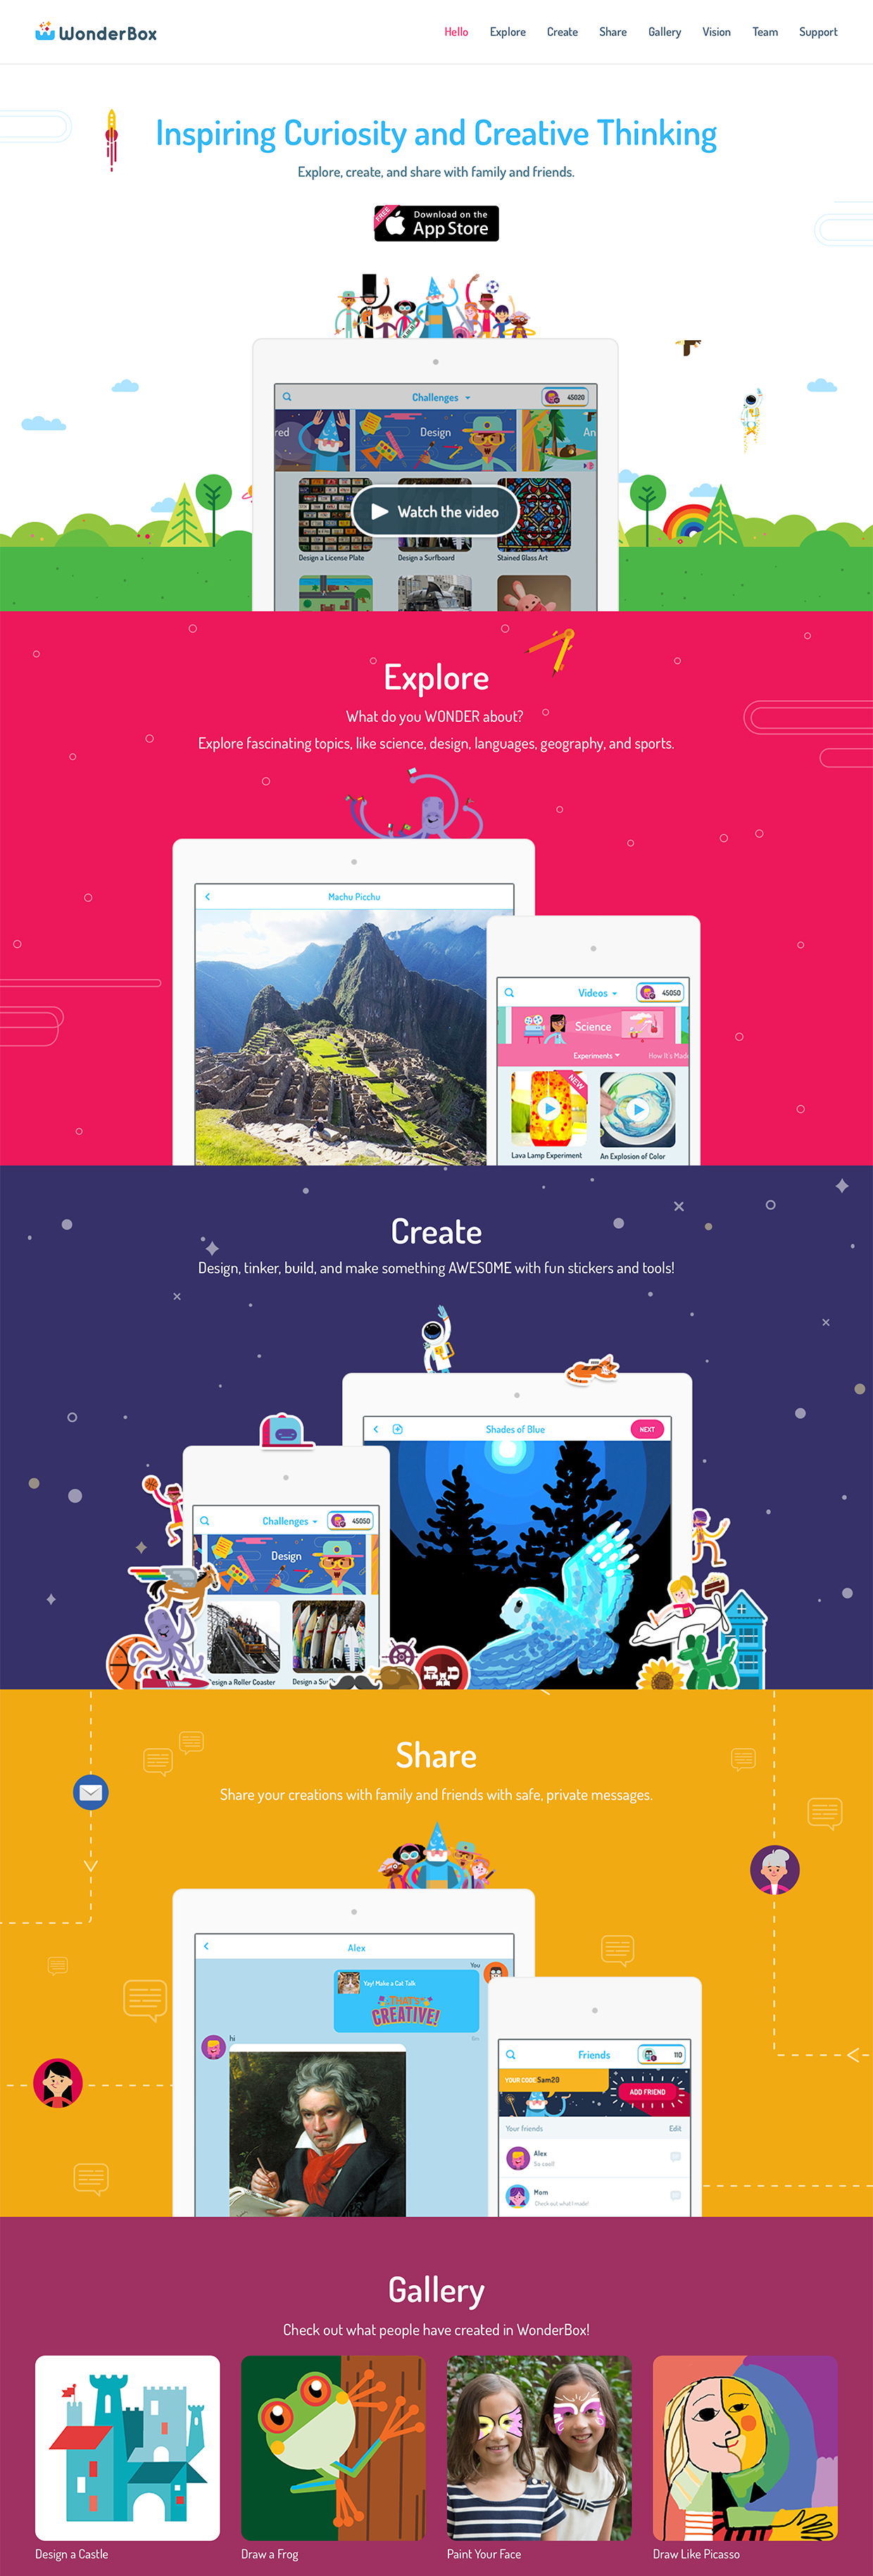 WonderBox
Hello Explore Create Share Gallery Vision Team Support
Inspiring Curiosity and Creative Thinking
Explore, create, and share with family and friends.
FREE
Download on the
App Store
Challenges
45020
red
Design
An
Watch the video
Design a License Plate
Design a Surfboard
Stained Glass Art
Explore
What do you WONDER about?
Explore fascinating topics, like science, design, languages, geography, and sports.
Machu Picchu
Videos
45050
Science
Experiments
How It's Made
NEW
Lava Lamp Experiment
An Explosion of Color
Create
Design, tinker, build, and make something AWESOME with fun stickers and tools!
Shades of Blue
NEXT
Challenges
45050
Design
Design a Roller Coaster
Design a Su
RAD
Share
Share your creations with family and friends with safe, private messages.
Alex
You
Yay! Make a Cat Talk
THAT'S
CREATIVE!
hi
Friends
110
YOUR CODE Sam20
ADD FRIEND
Your friends
Edit
Alex
So cool!
Mom
Check out what I made!
Gallery
Check out what people have created in WonderBox!
Design a Castle
Draw a Frog
Paint Your Face
Draw Like Picasso